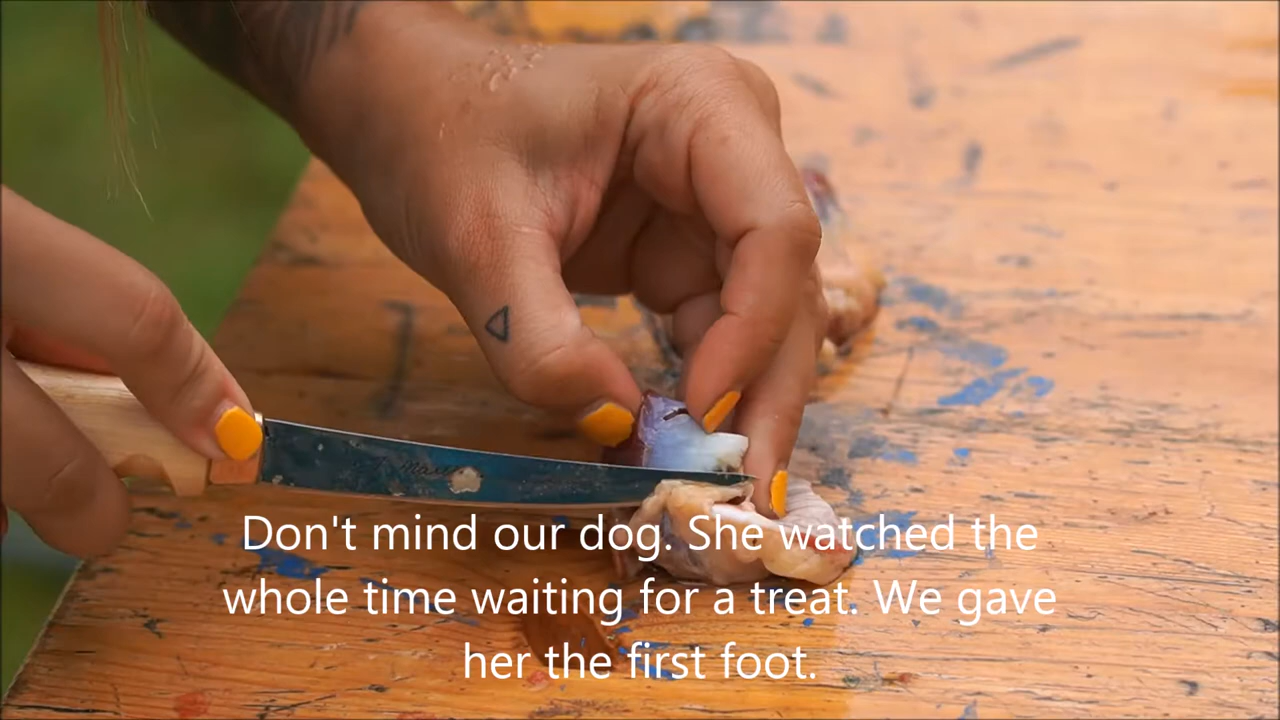 Don't mind our dog. She watched the
whole time waiting for a treat. We gave
her the first foot.